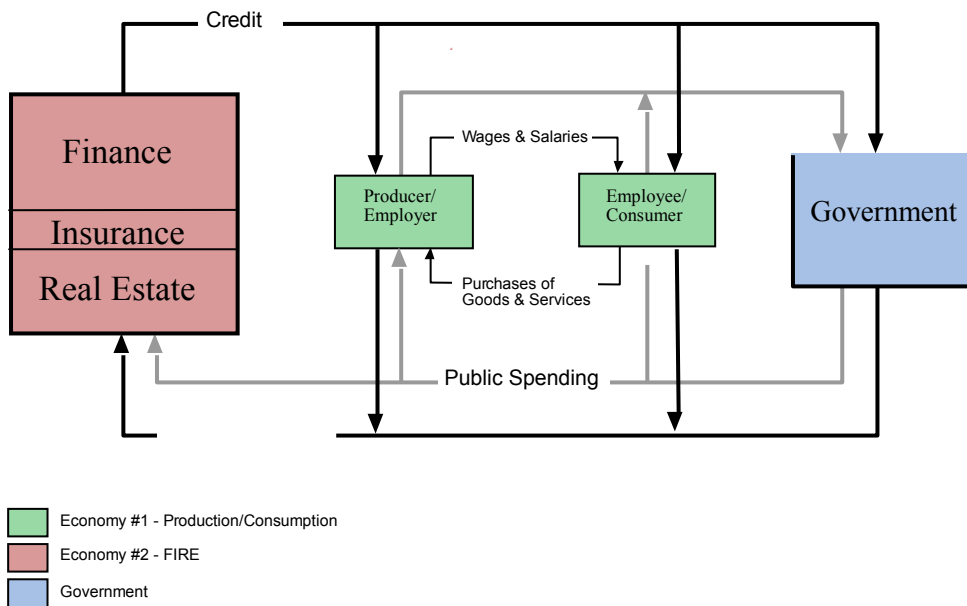 Credit
Finance
Insurance
Real Estate
Wages & Salaries
Producer/
Employer
Employee/
Consumer
Government
Purchases of
Goods & Services
Public Spending
Economy #1 - Production/Consumption
Economy #2 - FIRE
Government